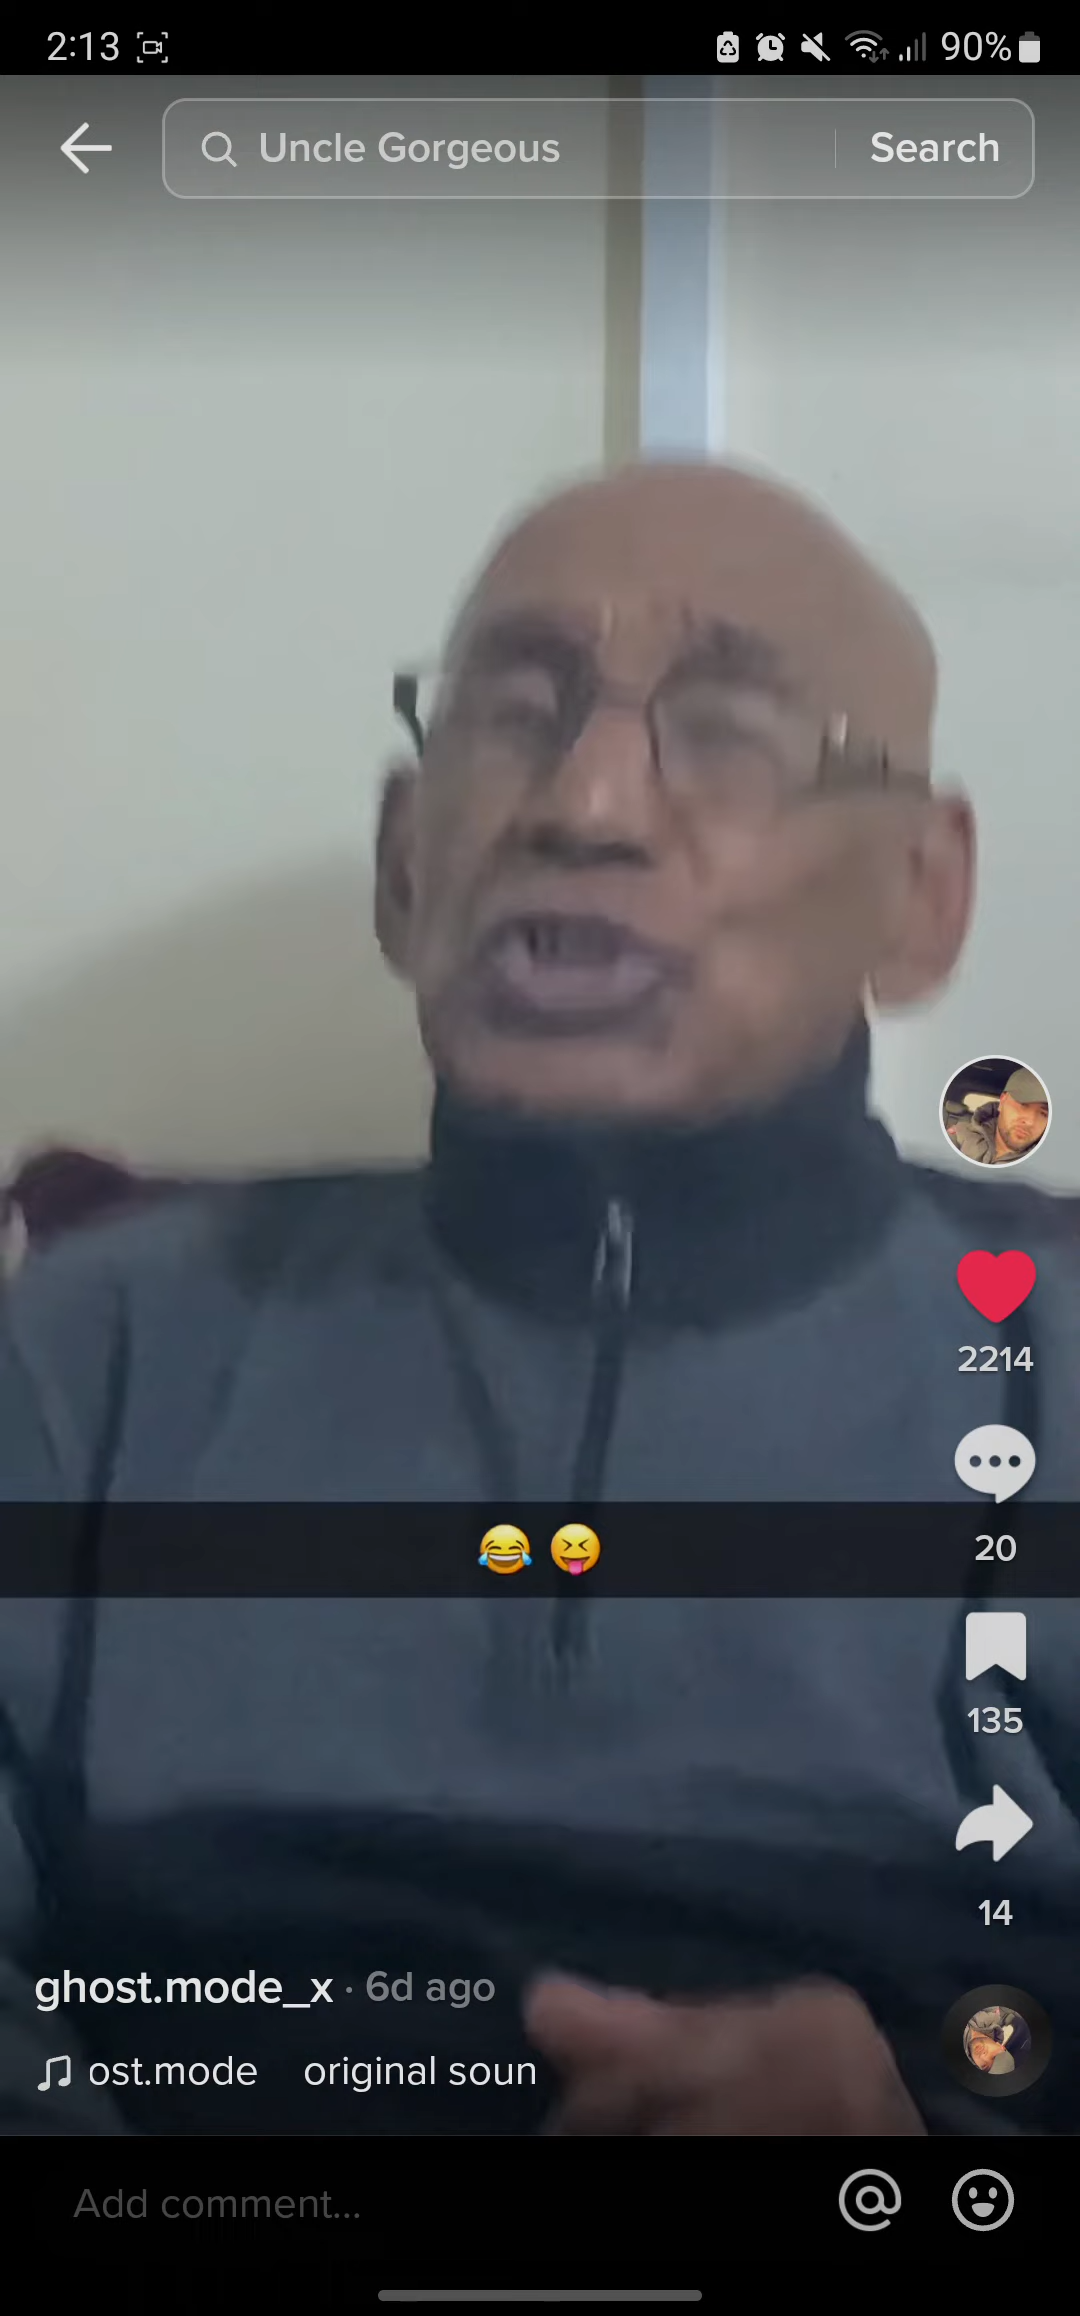 2:13
90%
Uncle Gorgeous
Search
2214
😂 😝
20
135
14
ghost.mode_x · 6d ago
ost.mode original soun
Add comment...